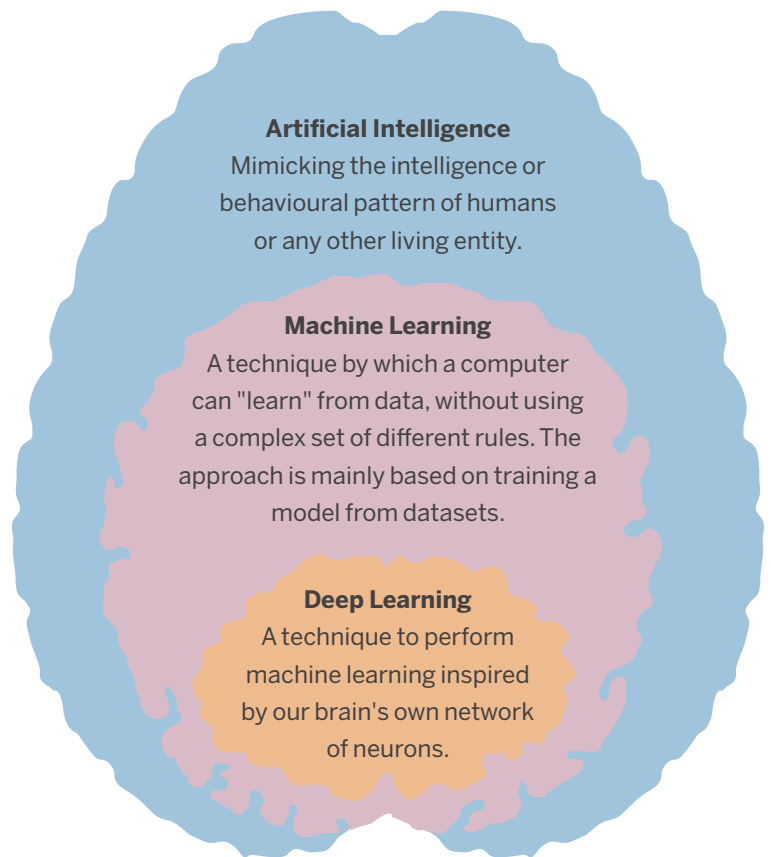 Artificial Intelligence
Mimicking the intelligence or
behavioural pattern of humans
or any other living entity.
Machine Learning
A technique by which a computer
can "learn" from data, without using
a complex set of different rules. The
approach is mainly based on training a
model from datasets.
Deep Learning
A technique to perform
machine learning inspired
by our brain's own network
of neurons.